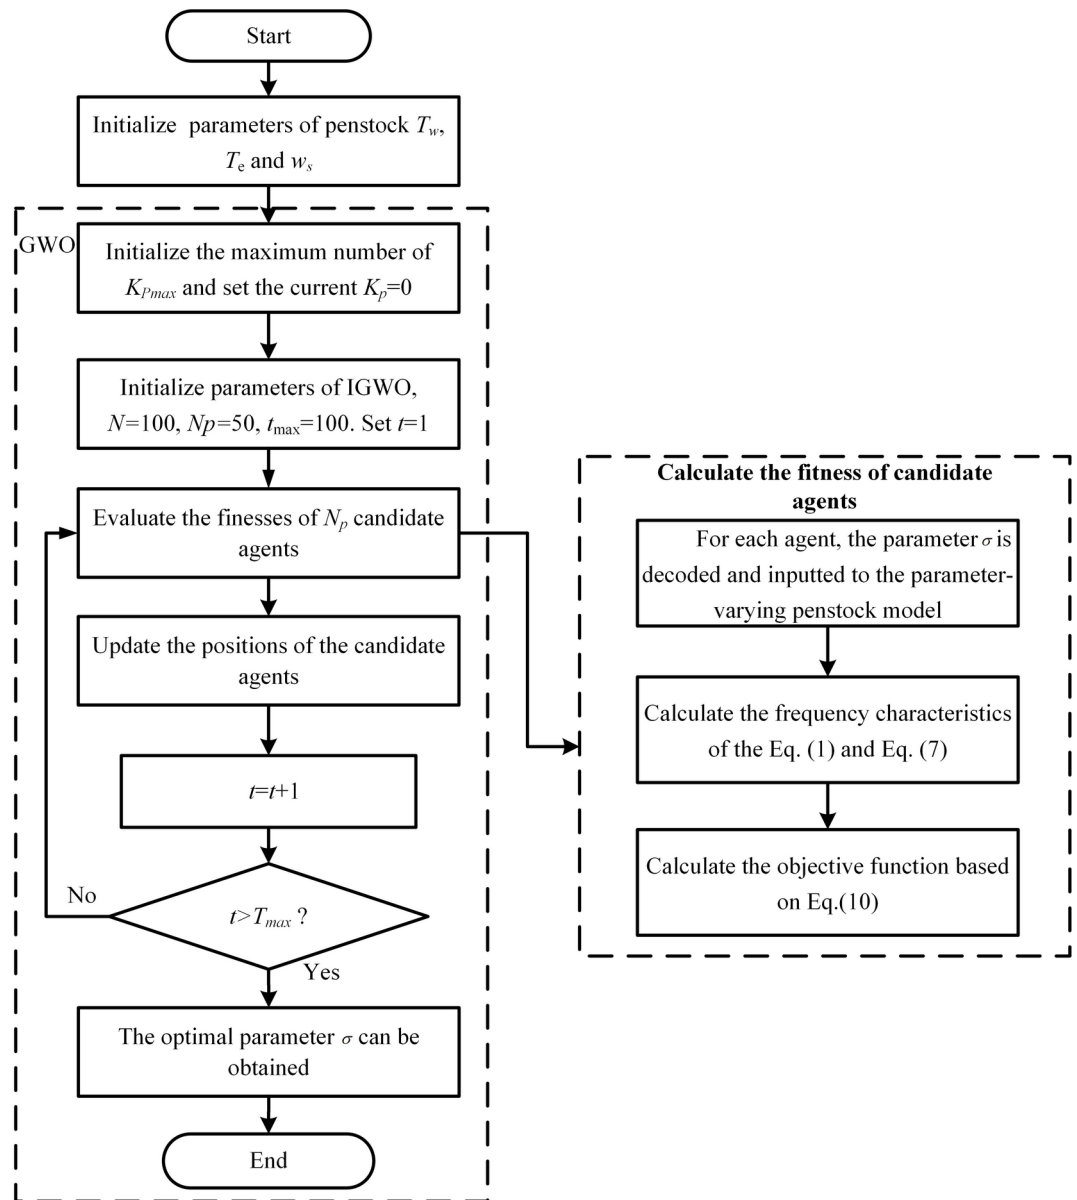 Start
Initialize parameters of penstock Tw,
Te and ws
GWO
Initialize the maximum number of
KPmax and set the current Kp=0
Initialize parameters of IGWO,
N=100, Np=50, tmax=100. Set t=1
Evaluate the finesses of Np candidate
agents
Update the positions of the candidate
agents
t=t+1
No
t>Tmax ?
Yes
The optimal parameter σ can be
obtained
End
Calculate the fitness of candidate
agents
For each agent, the parameter σ is
decoded and inputted to the parameter-
varying penstock model
Calculate the frequency characteristics
of the Eq. (1) and Eq. (7)
Calculate the objective function based
on Eq.(10)